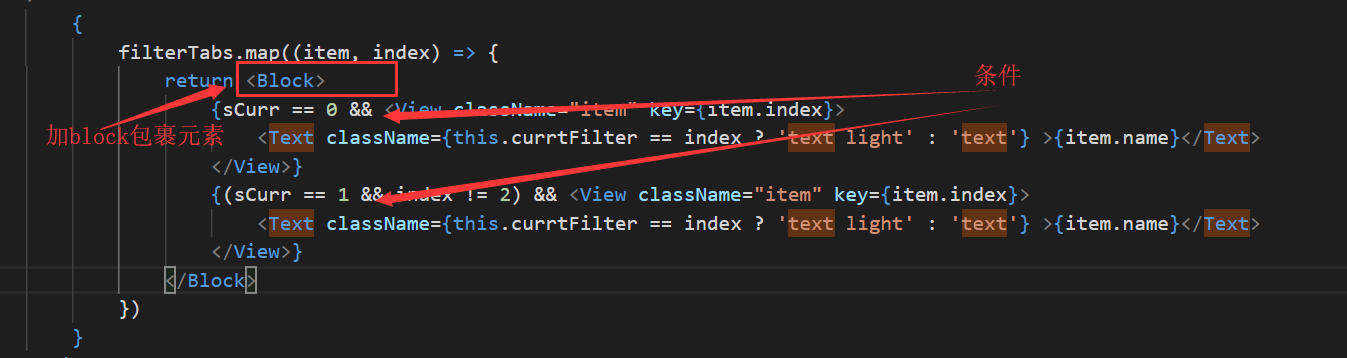 {
filterTabs.map((item, index) => {
return <Block>
条件
{sCurr == 0 && <View className="item" key={item.index}>
加block包裹元素
<Text className={this.currtFilter == index ? 'text light' : 'text'} >{item.name}</Text>
</View>}
{(sCurr == 1 && index != 2) && <View className="item" key={item.index}>
<Text className={this.currtFilter == index ? 'text light' : 'text'} >{item.name}</Text>
</View>}
</Block>
})
}